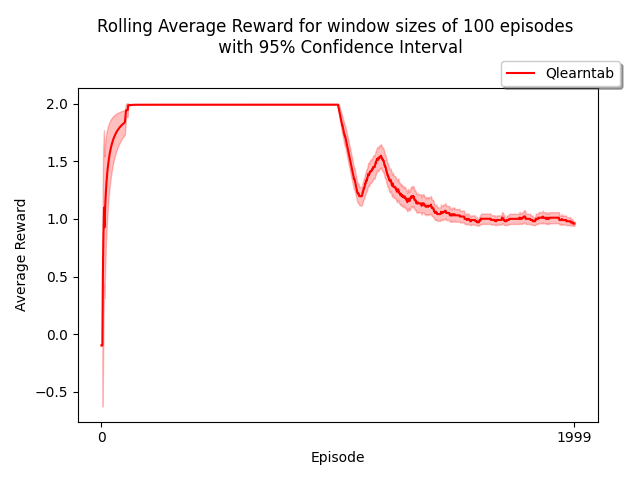 Rolling Average Reward for window sizes of 100 episodes
with 95% Confidence Interval
Qlearntab
2.0
1.5
1.0
0.5
0.0
−0.5
Average Reward
0
1999
Episode